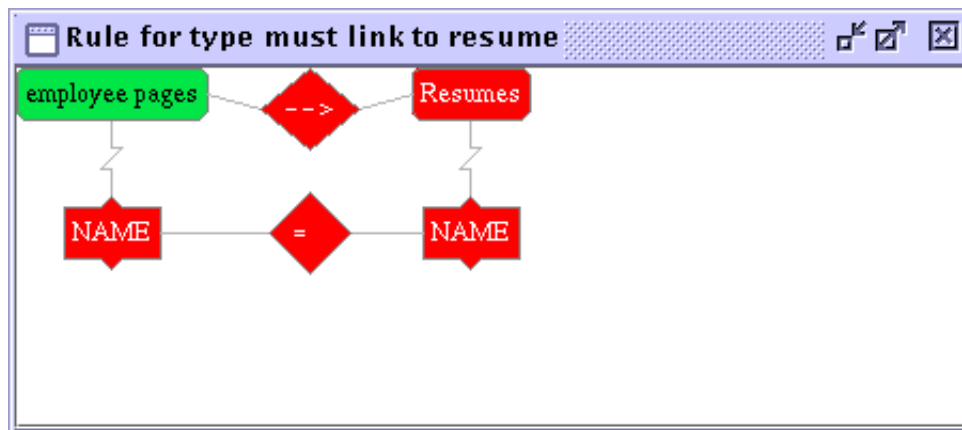 Rule for type must link to resume
employee pages --> Resumes
NAME = NAME